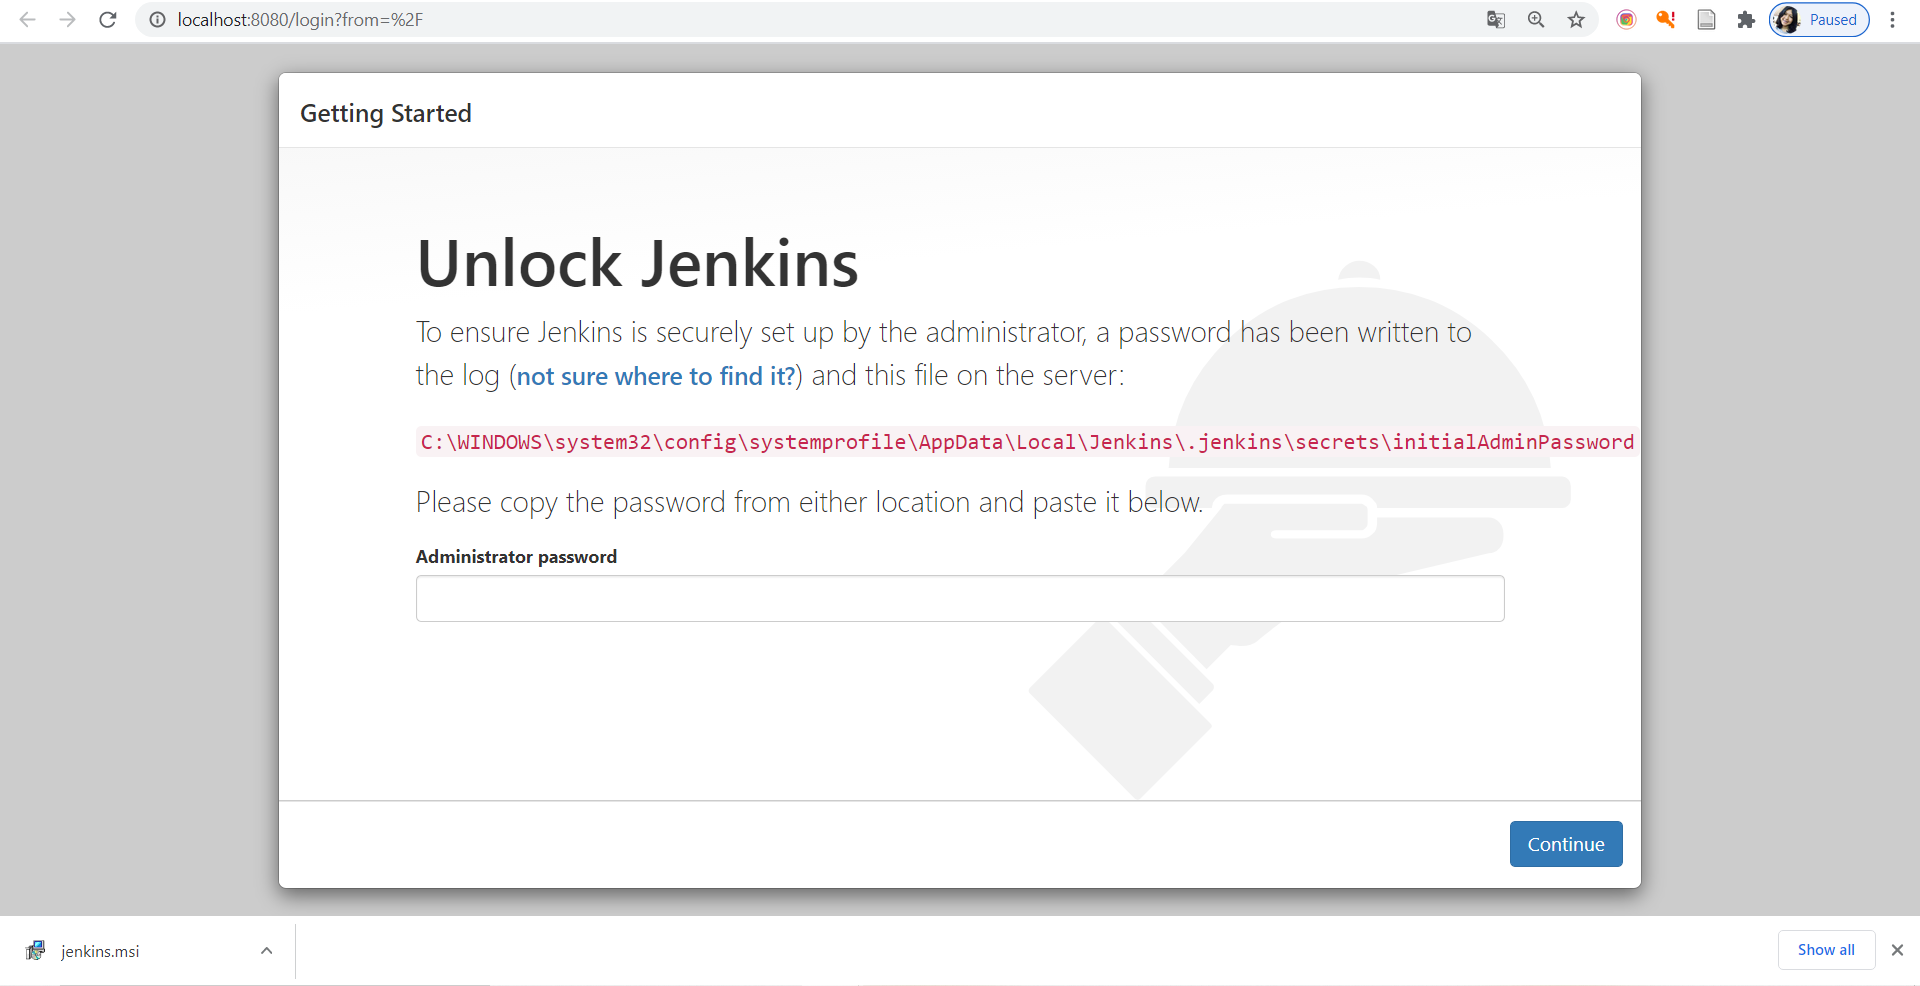 localhost:8080/login?from=%2F
Paused
Getting Started
Unlock Jenkins
To ensure Jenkins is securely set up by the administrator, a password has been written to
the log (not sure where to find it?) and this file on the server:
C:\WINDOWS\system32\config\systemprofile\AppData\Local\Jenkins\.jenkins\secrets\initialAdminPassword
Please copy the password from either location and paste it below.
Administrator password
Continue
jenkins.msi
Show all